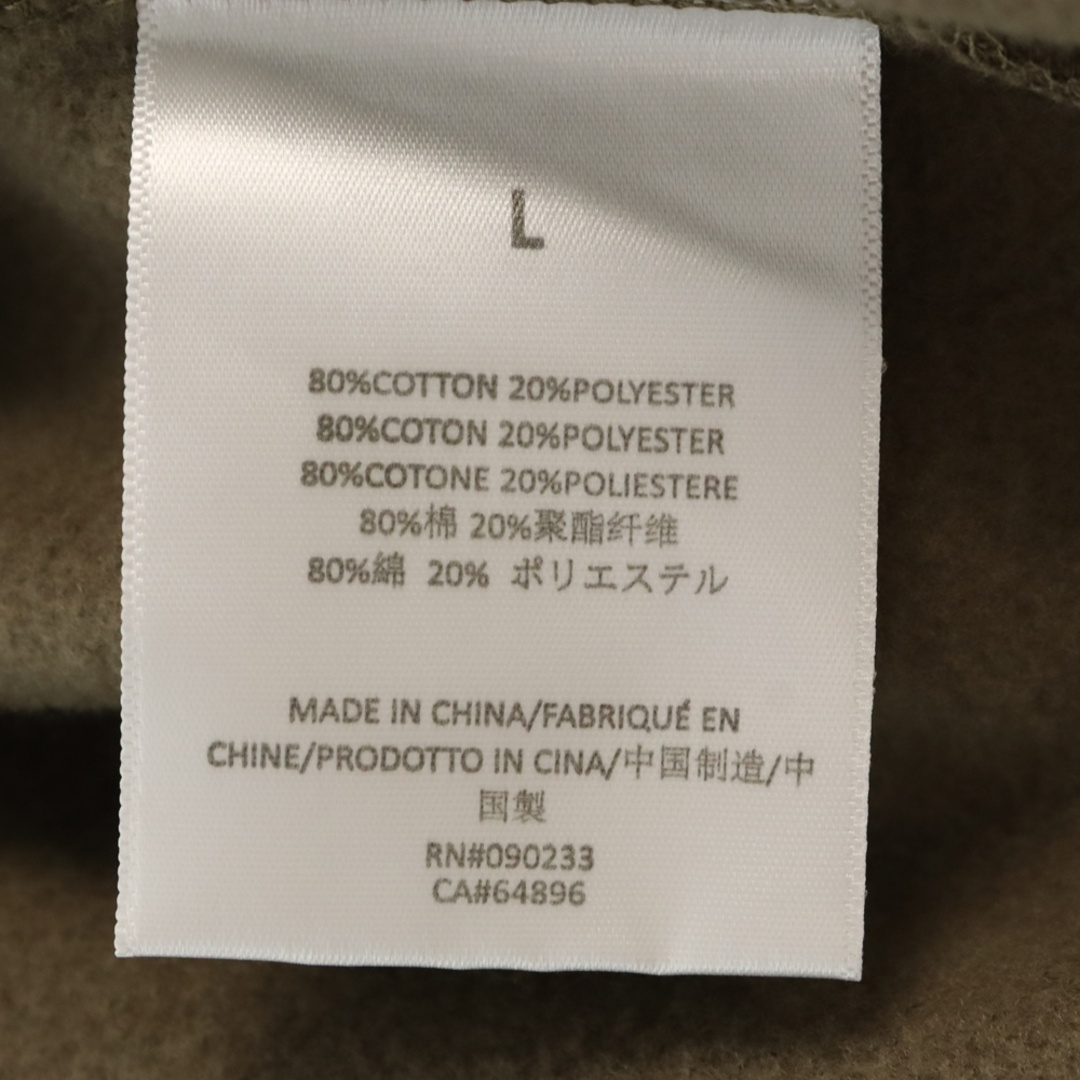 L
80%COTTON 20%POLYESTER
80%COTON 20%POLYESTER
80%COTONE 20%POLIESTERE
80%棉 20%聚酯纤维
80%綿 20% ポリエステル
MADE IN CHINA/FABRIQUÉ EN
CHINE/PRODOTTO IN CINA/中国制造/中
国製
RN#090233
CA#64896